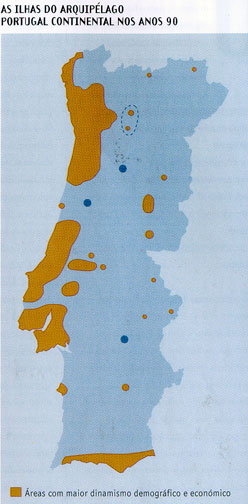 AS ILHAS DO ARQUIPÉLAGO
PORTUGAL CONTINENTAL NOS ANOS 90
Áreas com maior dinamismo demográfico e económico